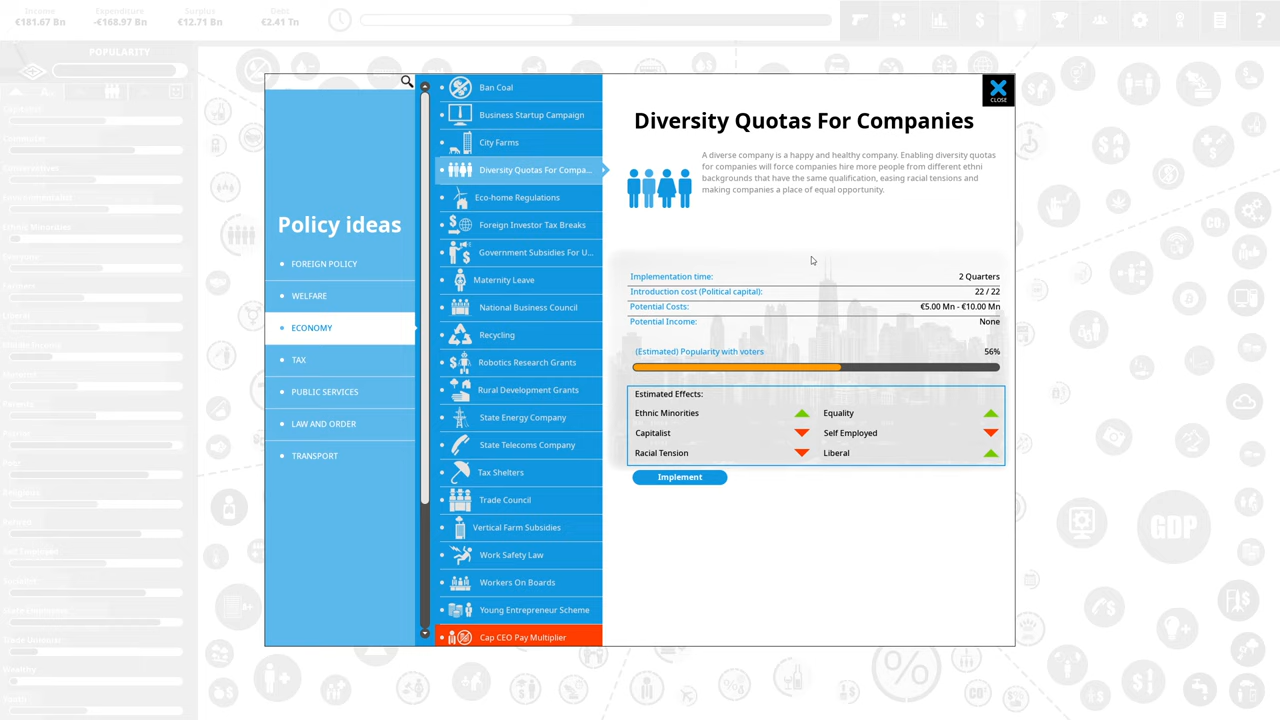 Income
Expenditure
Surplus
Debt
€181.67 Bn
-€168.97 Bn
€12.71 Bn
€2.41 Tn
?
POPULARITY
CLOSE
Policy ideas
FOREIGN POLICY
WELFARE
ECONOMY
TAX
PUBLIC SERVICES
LAW AND ORDER
TRANSPORT
Ban Coal
Business Startup Campaign
City Farms
Diversity Quotas For Compa...
Eco-home Regulations
Foreign Investor Tax Breaks
Government Subsidies For U...
Maternity Leave
National Business Council
Recycling
Robotics Research Grants
Rural Development Grants
State Energy Company
State Telecoms Company
Tax Shelters
Trade Council
Vertical Farm Subsidies
Work Safety Law
Workers On Boards
Young Entrepreneur Scheme
Cap CEO Pay Multiplier
Diversity Quotas For Companies
A diverse company is a happy and healthy company. Enabling diversity quotas
for companies will force companies hire more people from different ethni
backgrounds that have the same qualification, easing racial tensions and
making companies a place of equal opportunity.
Implementation time: 2 Quarters
Introduction cost (Political capital): 22 / 22
Potential Costs: €5.00 Mn - €10.00 Mn
Potential Income: None
(Estimated) Popularity with voters 56%
Estimated Effects:
Ethnic Minorities Equality
Capitalist Self Employed
Racial Tension Liberal
Implement
GDP